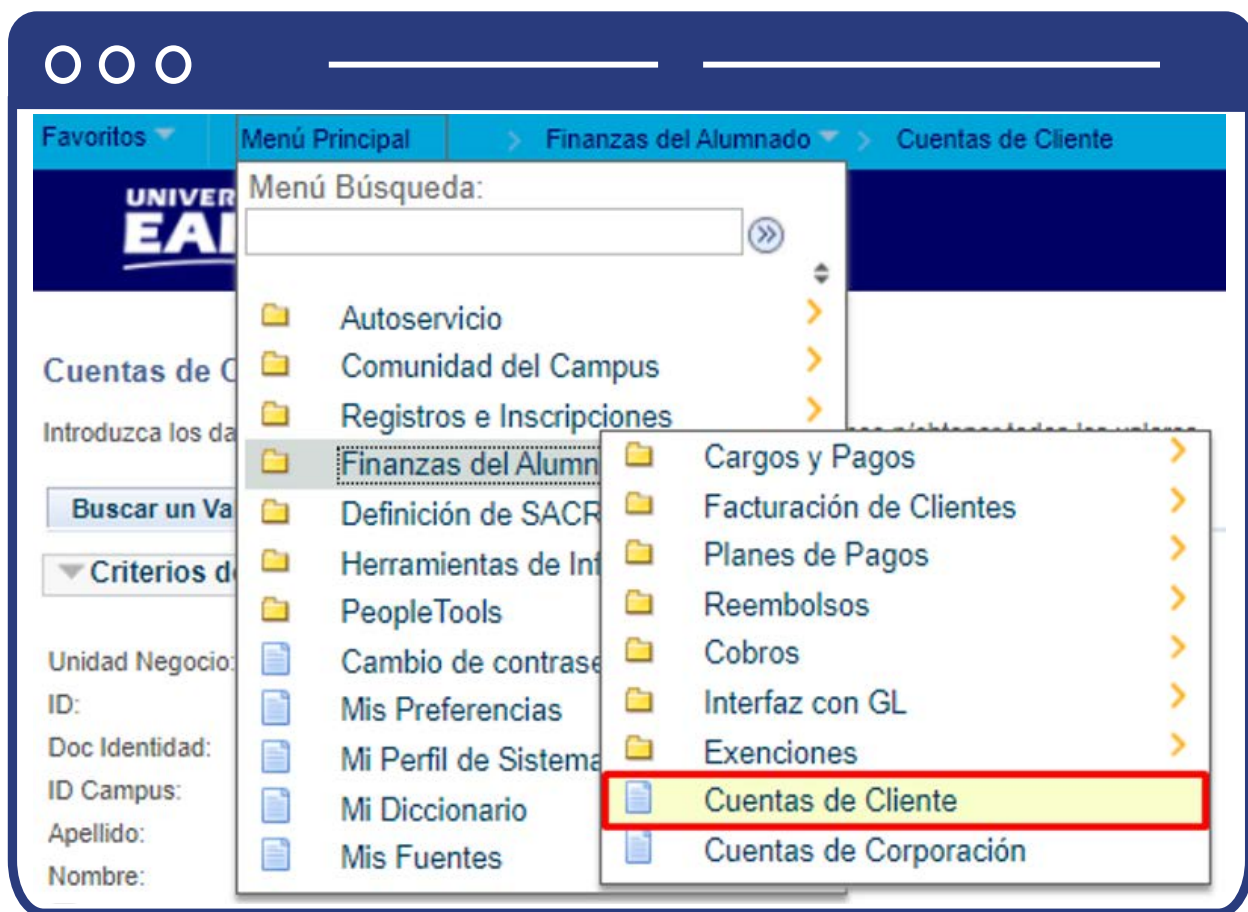 Favoritos Menú Principal Finanzas del Alumnado Cuentas de Cliente
Menú Búsqueda:
Autoservicio
Comunidad del Campus
Registros e Inscripciones
Finanzas del Alumn
Definición de SACR
Herramientas de Inf
PeopleTools
Cambio de contrase
Mis Preferencias
Mi Perfil de Sistema
Mi Diccionario
Mis Fuentes
Cargos y Pagos
Facturación de Clientes
Planes de Pagos
Reembolsos
Cobros
Interfaz con GL
Exenciones
Cuentas de Cliente
Cuentas de Corporación
UNIVER
EA
Cuentas de C
Introduzca los da
Buscar un Va
Criterios d
Unidad Negocio:
ID:
Doc Identidad:
ID Campus:
Apellido:
Nombre: